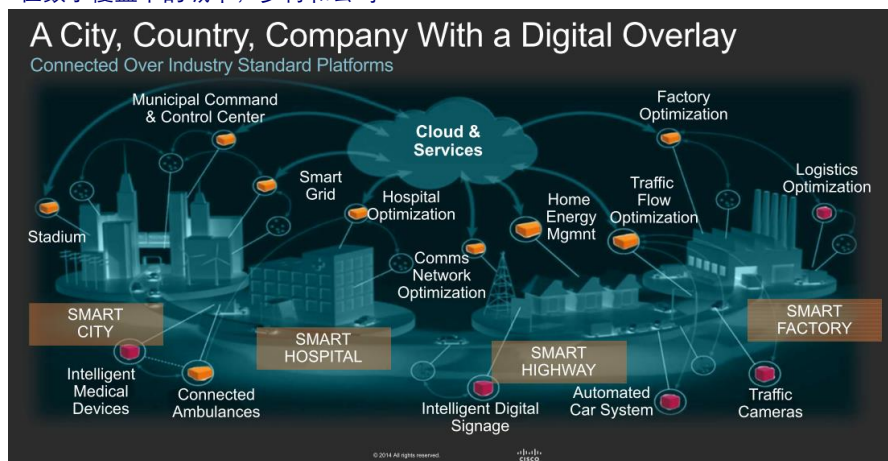 A City, Country, Company With a Digital Overlay
Connected Over Industry Standard Platforms
Municipal Command
& Control Center
Cloud &
Services
Factory
Optimization
Smart
Grid
Hospital
Optimization
Home
Energy
Mgmnt
Traffic
Flow
Optimization
Logistics
Optimization
Stadium
Comms
Network
Optimization
SMART
CITY
SMART
HOSPITAL
SMART
HIGHWAY
SMART
FACTORY
Intelligent
Medical
Devices
Connected
Ambulances
Intelligent Digital
Signage
Automated
Car System
Traffic
Cameras
© 2014 All rights reserved.
CISCO